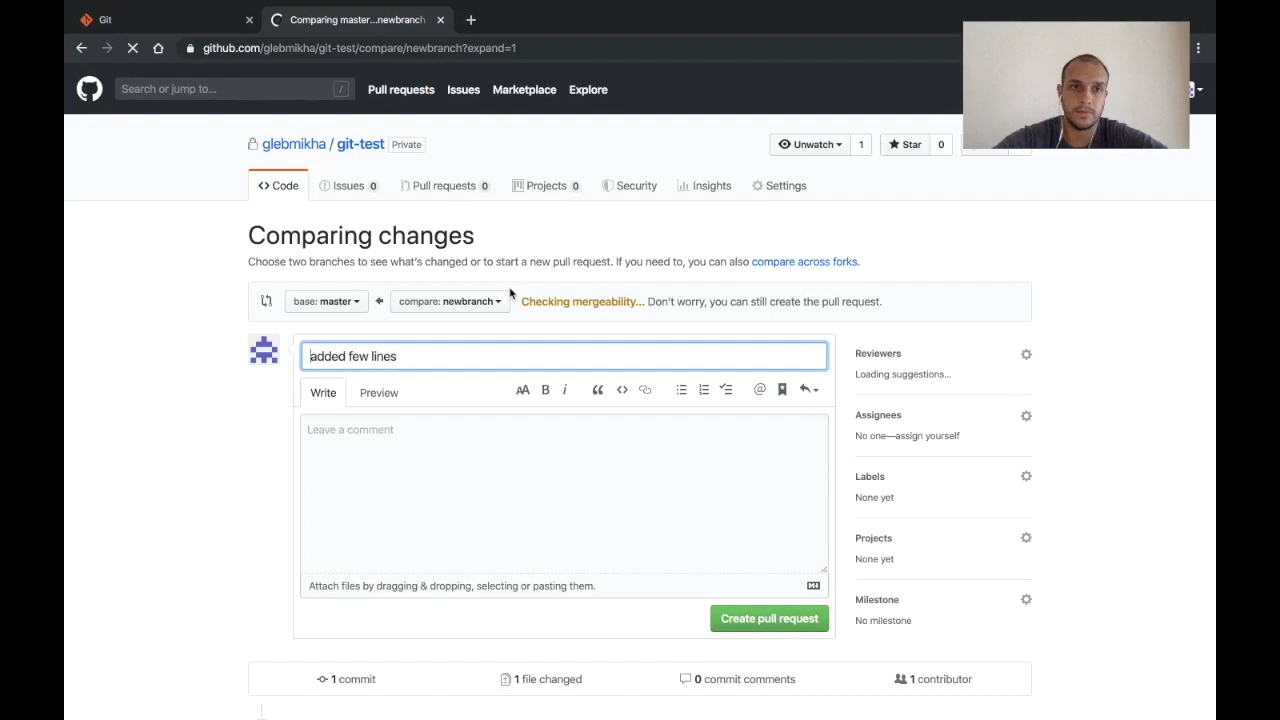 Git
Comparing master...newbranch
github.com/glebmikha/git-test/compare/newbranch?expand=1
Search or jump to...
/
Pull requests
Issues
Marketplace
Explore
glebmikha / git-test
Private
Unwatch
1
Star
0
Code
Issues 0
Pull requests 0
Projects 0
Security
Insights
Settings
Comparing changes
Choose two branches to see what's changed or to start a new pull request. If you need to, you can also compare across forks.
base: master
compare: newbranch
Checking mergeability... Don't worry, you can still create the pull request.
added few lines
Write
Preview
AA B i
@
Leave a comment
Attach files by dragging & dropping, selecting or pasting them.
Create pull request
Reviewers
Loading suggestions...
Assignees
No one—assign yourself
Labels
None yet
Projects
None yet
Milestone
No milestone
1 commit
1 file changed
0 commit comments
1 contributor